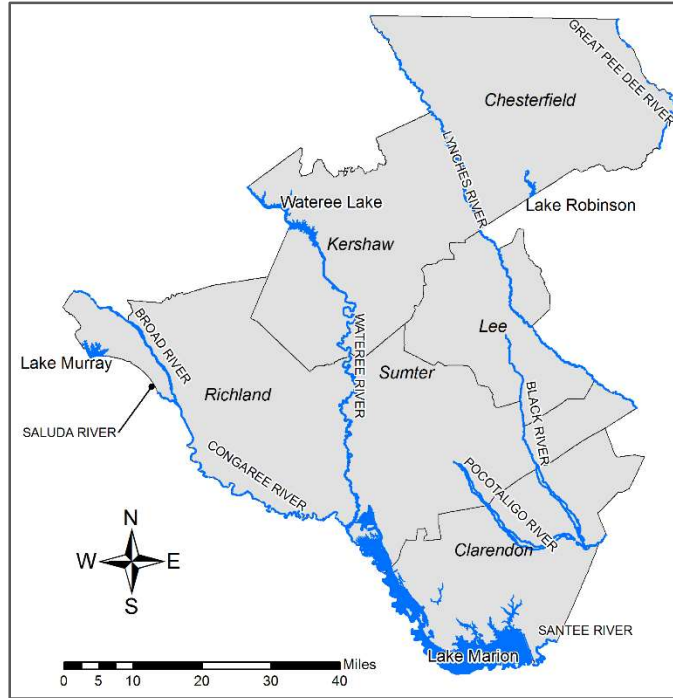 GREAT PEE DEE RIVER
Chesterfield
LYNCHES RIVER
Wateree Lake
Lake Robinson
Kershaw
BROAD RIVER
WATEREE RIVER
Lee
Lake Murray
Sumter
Richland
BLACK RIVER
SALUDA RIVER
CONGAREE RIVER
POCOTALIGO RIVER
N
W E
S
Clarendon
SANTEE RIVER
Lake Marion
Miles
0 5 10 20 30 40